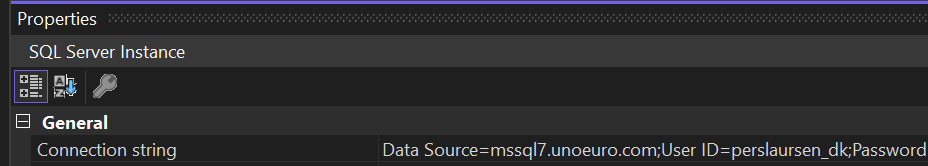 Properties
SQL Server Instance
General
Connection string Data Source=mssql7.unoeuro.com;User ID=perslaursen_dk;Password